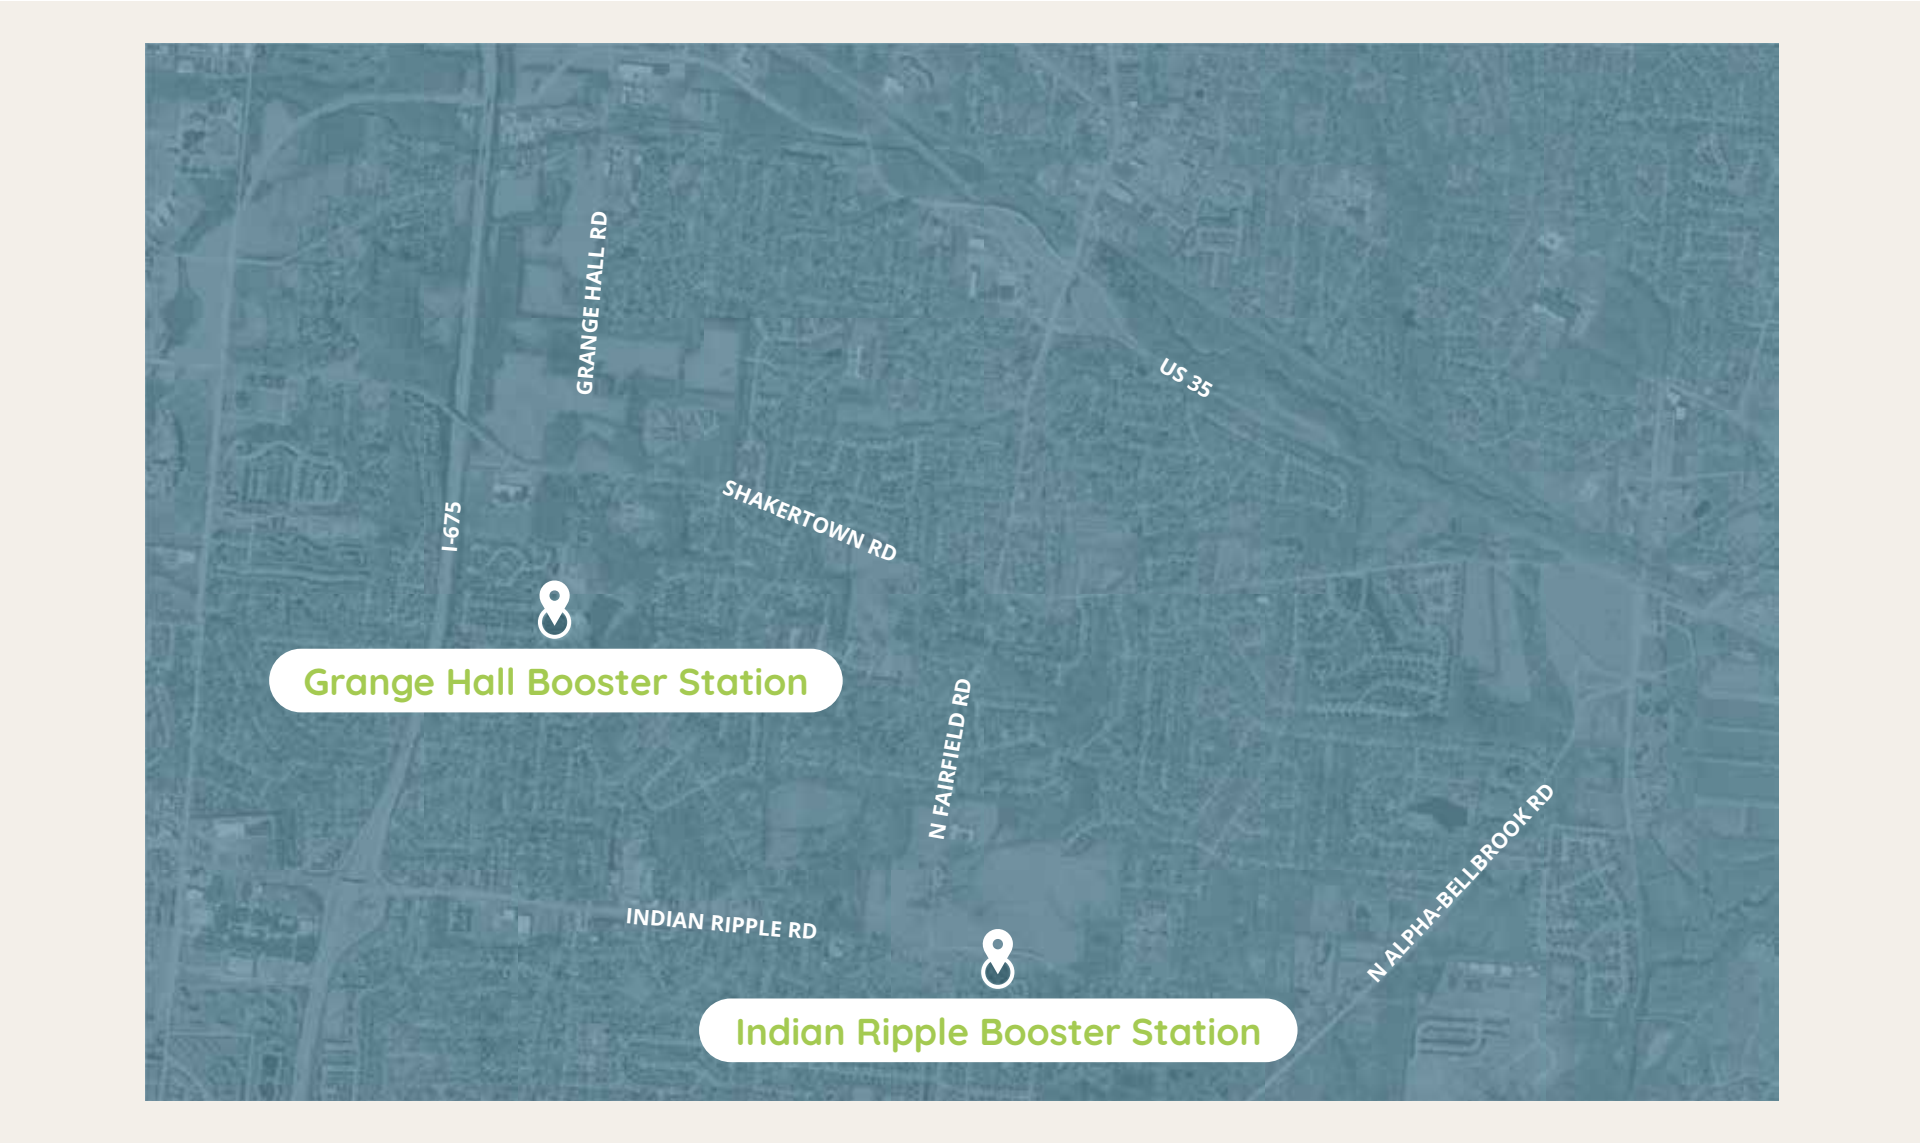 GRANGE HALL RD
US 35
SHAKERTOWN RD
I-675
Grange Hall Booster Station
N FAIRFIELD RD
N ALPHA-BELLBROOK RD
INDIAN RIPPLE RD
Indian Ripple Booster Station